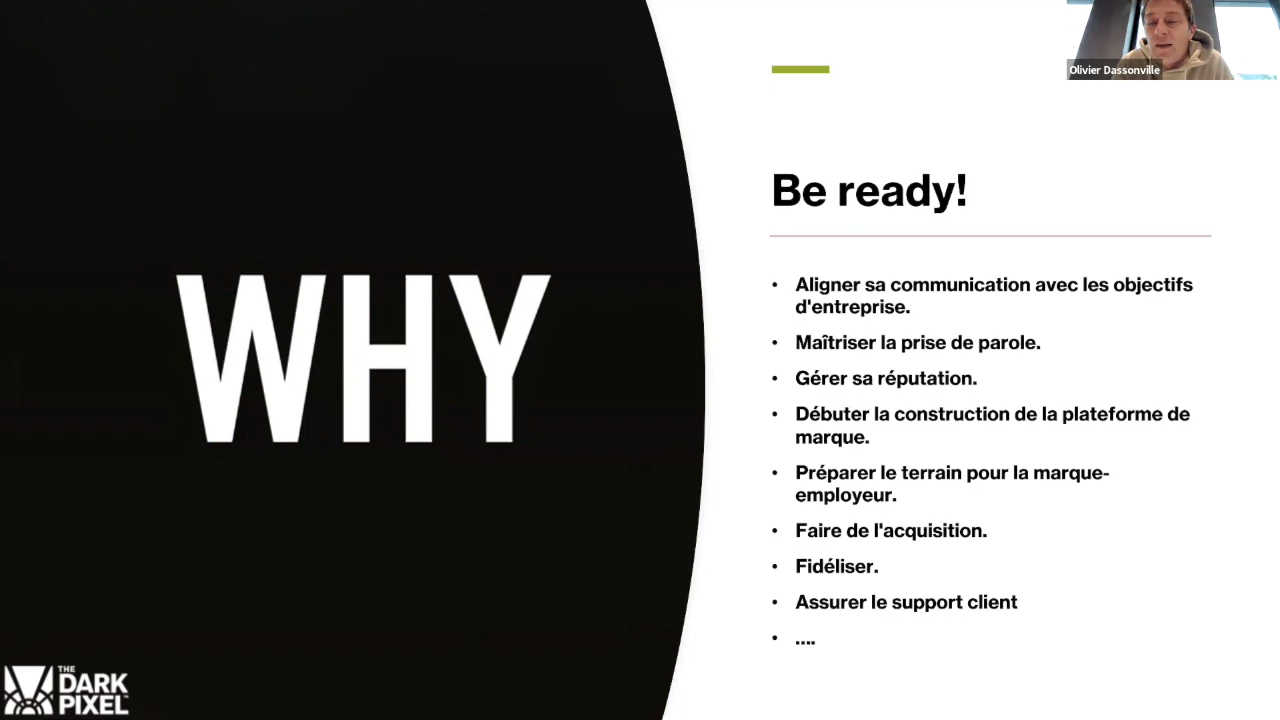 Olivier Dassonville
Be ready!
WHY
• Aligner sa communication avec les objectifs
d'entreprise.
• Maîtriser la prise de parole.
• Gérer sa réputation.
• Débuter la construction de la plateforme de
marque.
• Préparer le terrain pour la marque-
employeur.
• Faire de l'acquisition.
• Fidéliser.
• Assurer le support client
• ....
THE
DARK
PIXEL